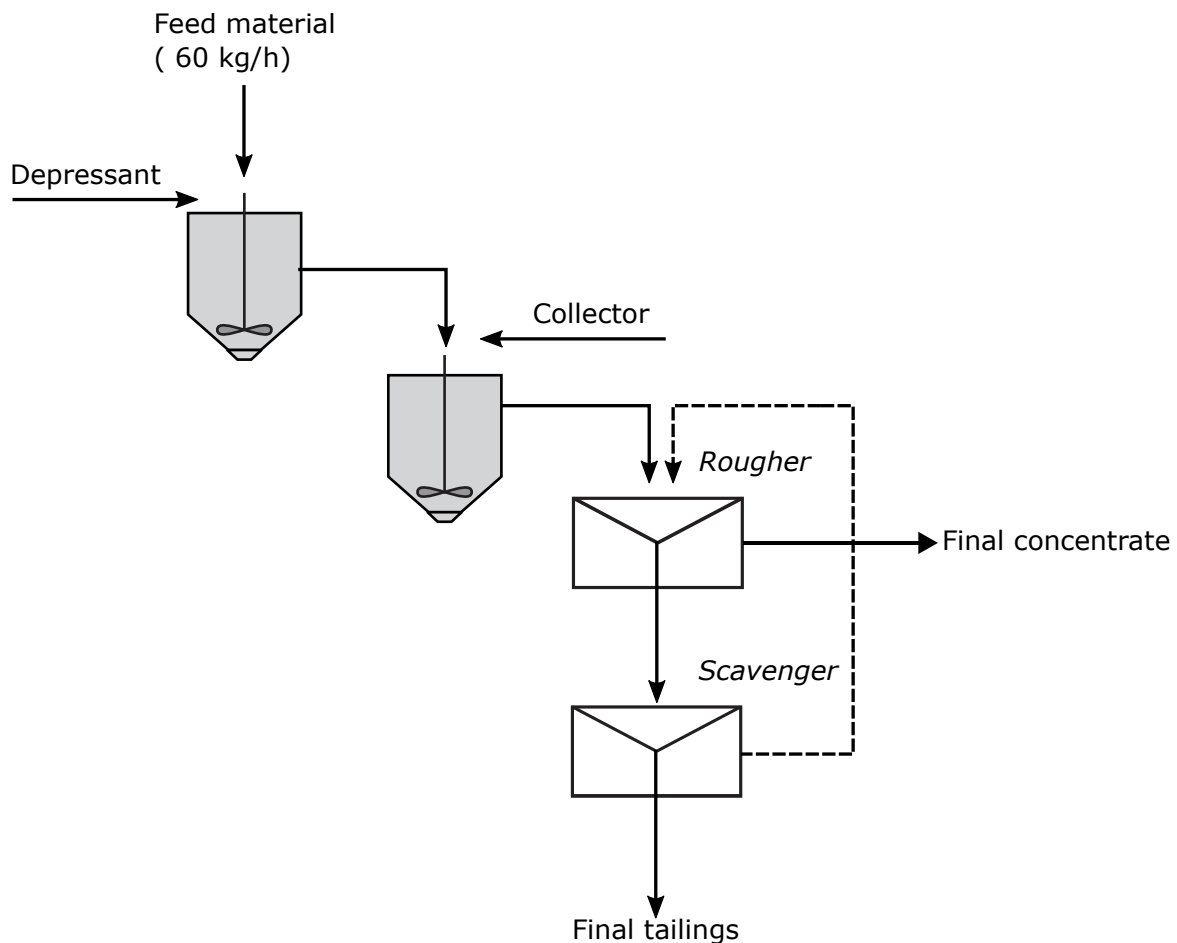 Feed material
( 60 kg/h)
Depressant
Collector
Rougher
Final concentrate
Scavenger
Final tailings